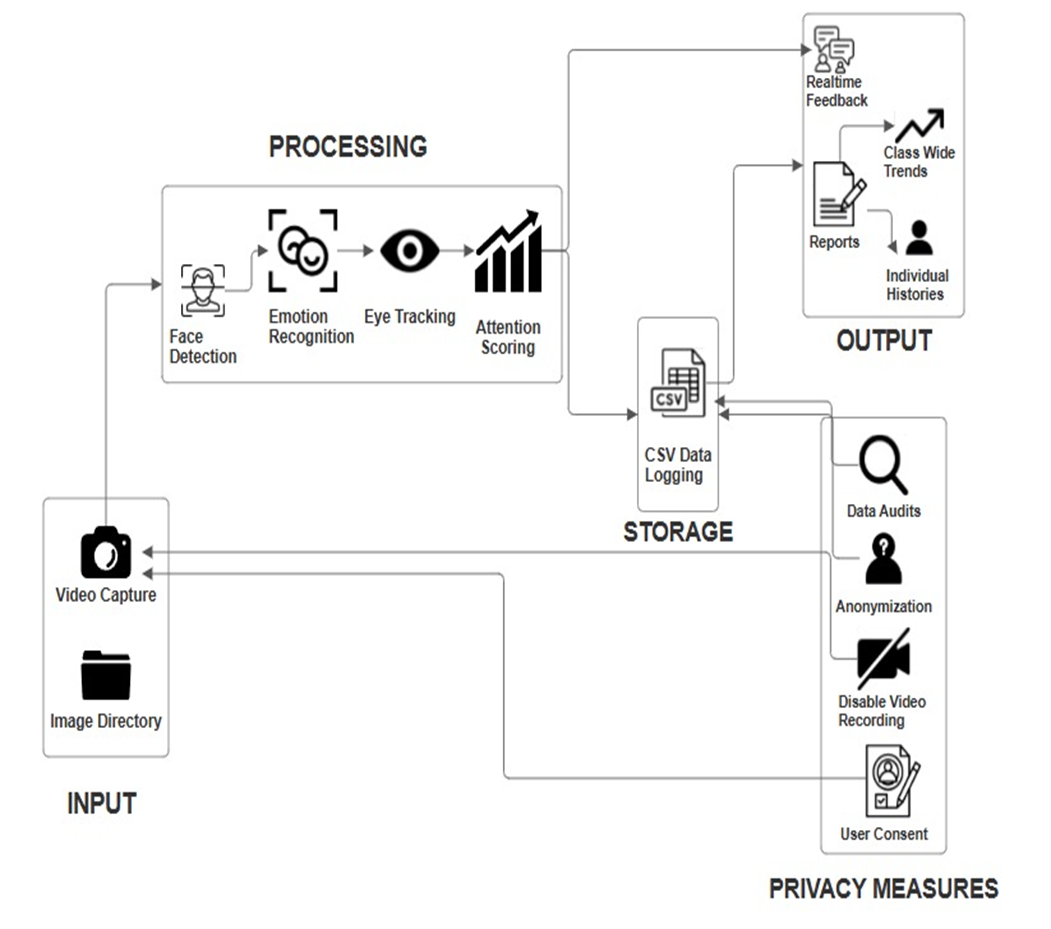 Realtime
Feedback
Class Wide
Trends
Reports
Individual
Histories
OUTPUT
PROCESSING
Face
Detection
Emotion
Recognition
Eye Tracking
Attention
Scoring
CSV
CSV Data
Logging
STORAGE
Video Capture
Image Directory
INPUT
Data Audits
?
Anonymization
Disable Video
Recording
User Consent
PRIVACY MEASURES